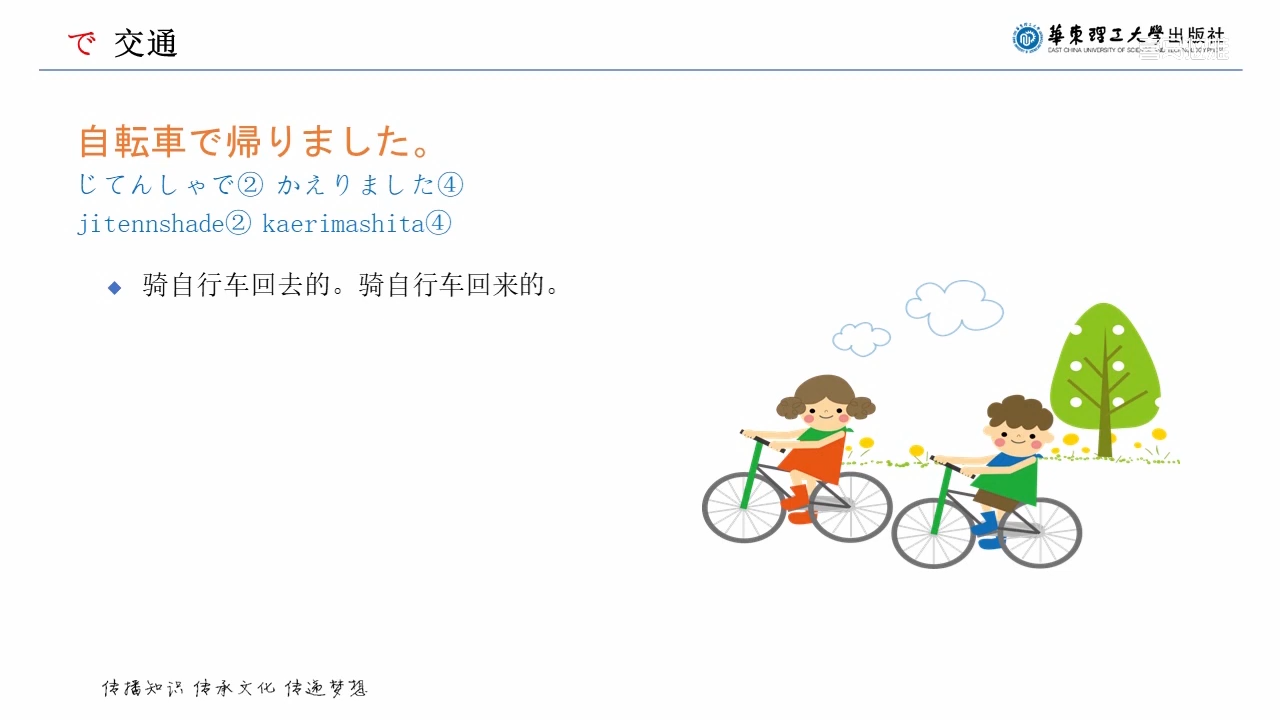 で 交通
華東理工大學出版社
自転車で帰りました。
じてんしゃで② かえりました④
jitennshade② kaerimashita④
◆ 骑自行车回去的。骑自行车回来的。
传播知识 传承文化 传递梦想